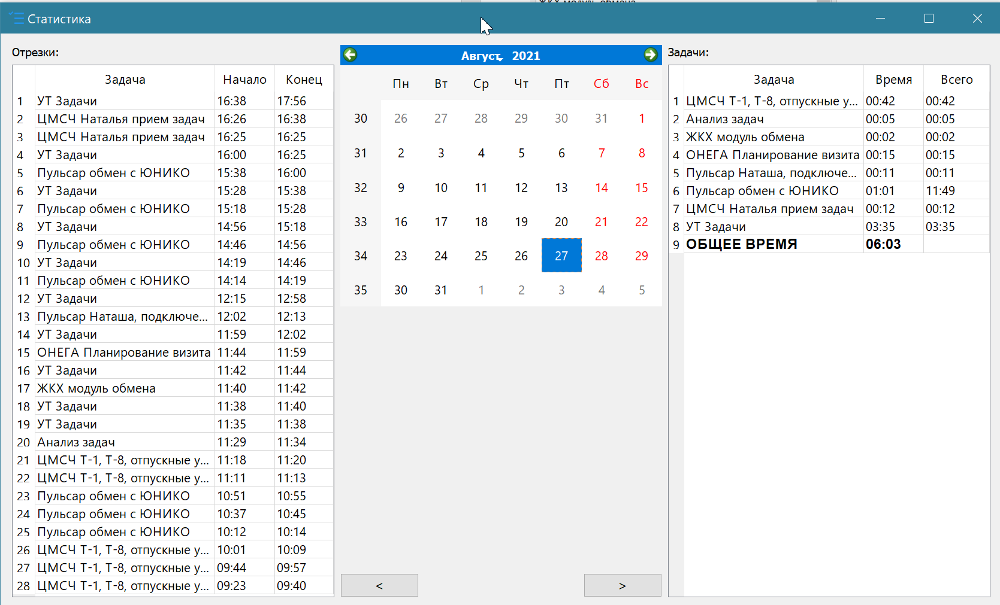 ЖКХ модуль обмена
Статистика
Отрезки:
Задача Начало Конец
1 УТ Задачи 16:38 17:56
2 ЦМСЧ Наталья прием задач 16:26 16:38
3 ЦМСЧ Наталья прием задач 16:25 16:25
4 УТ Задачи 16:00 16:25
5 Пульсар обмен с ЮНИКО 15:38 16:00
6 УТ Задачи 15:28 15:38
7 Пульсар обмен с ЮНИКО 15:18 15:28
8 УТ Задачи 14:56 15:18
9 Пульсар обмен с ЮНИКО 14:46 14:56
10 УТ Задачи 14:19 14:46
11 Пульсар обмен с ЮНИКО 14:14 14:19
12 УТ Задачи 12:15 12:58
13 Пульсар Наташа, подключе... 12:02 12:13
14 УТ Задачи 11:59 12:02
15 ОНЕГА Планирование визита 11:44 11:59
16 УТ Задачи 11:42 11:44
17 ЖКХ модуль обмена 11:40 11:42
18 УТ Задачи 11:38 11:40
19 УТ Задачи 11:35 11:38
20 Анализ задач 11:29 11:34
21 ЦМСЧ Т-1, Т-8, отпускные у... 11:18 11:20
22 ЦМСЧ Т-1, Т-8, отпускные у... 11:11 11:13
23 Пульсар обмен с ЮНИКО 10:51 10:55
24 Пульсар обмен с ЮНИКО 10:37 10:45
25 Пульсар обмен с ЮНИКО 10:12 10:14
26 ЦМСЧ Т-1, Т-8, отпускные у... 10:01 10:09
27 ЦМСЧ Т-1, Т-8, отпускные у... 09:44 09:57
28 ЦМСЧ Т-1, Т-8, отпускные у... 09:23 09:40
Август 2021
Пн Вт Ср Чт Пт Сб Вс
30 26 27 28 29 30 31 1
31 2 3 4 5 6 7 8
32 9 10 11 12 13 14 15
33 16 17 18 19 20 21 22
34 23 24 25 26 27 28 29
35 30 31 1 2 3 4 5
< >
Задачи:
Задача Время Всего
1 ЦМСЧ Т-1, Т-8, отпускные у... 00:42 00:42
2 Анализ задач 00:05 00:05
3 ЖКХ модуль обмена 00:02 00:02
4 ОНЕГА Планирование визита 00:15 00:15
5 Пульсар Наташа, подключе... 00:11 00:11
6 Пульсар обмен с ЮНИКО 01:01 11:49
7 ЦМСЧ Наталья прием задач 00:12 00:12
8 УТ Задачи 03:35 03:35
9 ОБЩЕЕ ВРЕМЯ 06:03